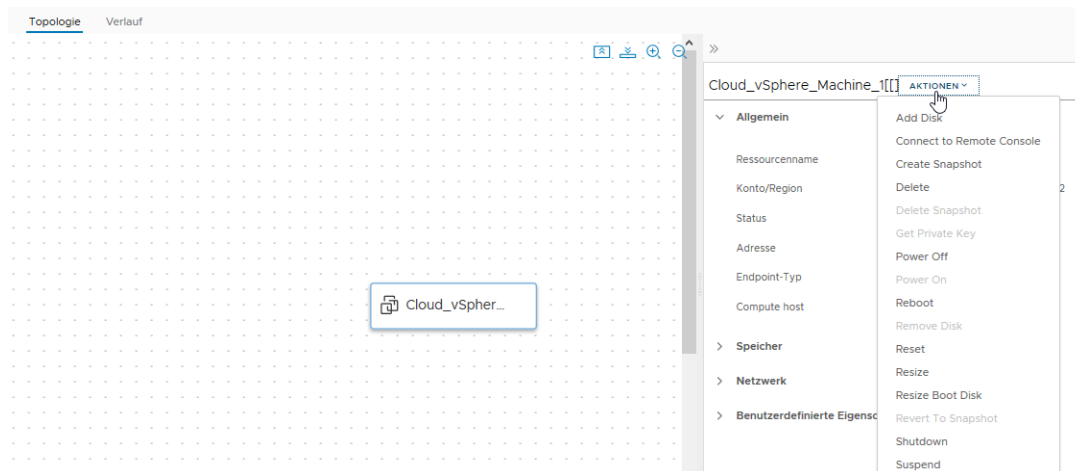 Topologie Verlauf
Cloud_vSphere_Machine_1[[] AKTIONEN
Allgemein
Ressourcenname
Konto/Region
2
Status
Adresse
Endpoint-Typ
Compute host
Speicher
Netzwerk
Benutzerdefinierte Eigensc
Add Disk
Connect to Remote Console
Create Snapshot
Delete
Delete Snapshot
Get Private Key
Power Off
Power On
Reboot
Remove Disk
Reset
Resize
Resize Boot Disk
Revert To Snapshot
Shutdown
Suspend
Cloud_vSpher...